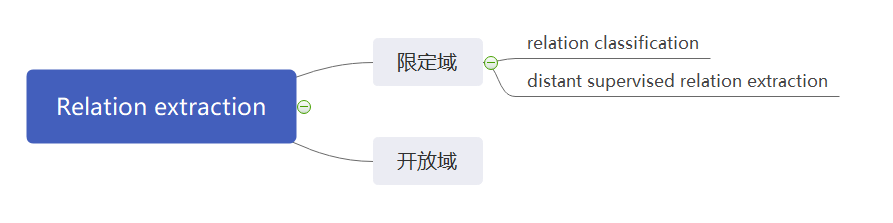 Relation extraction
限定域
relation classification
distant supervised relation extraction
开放域